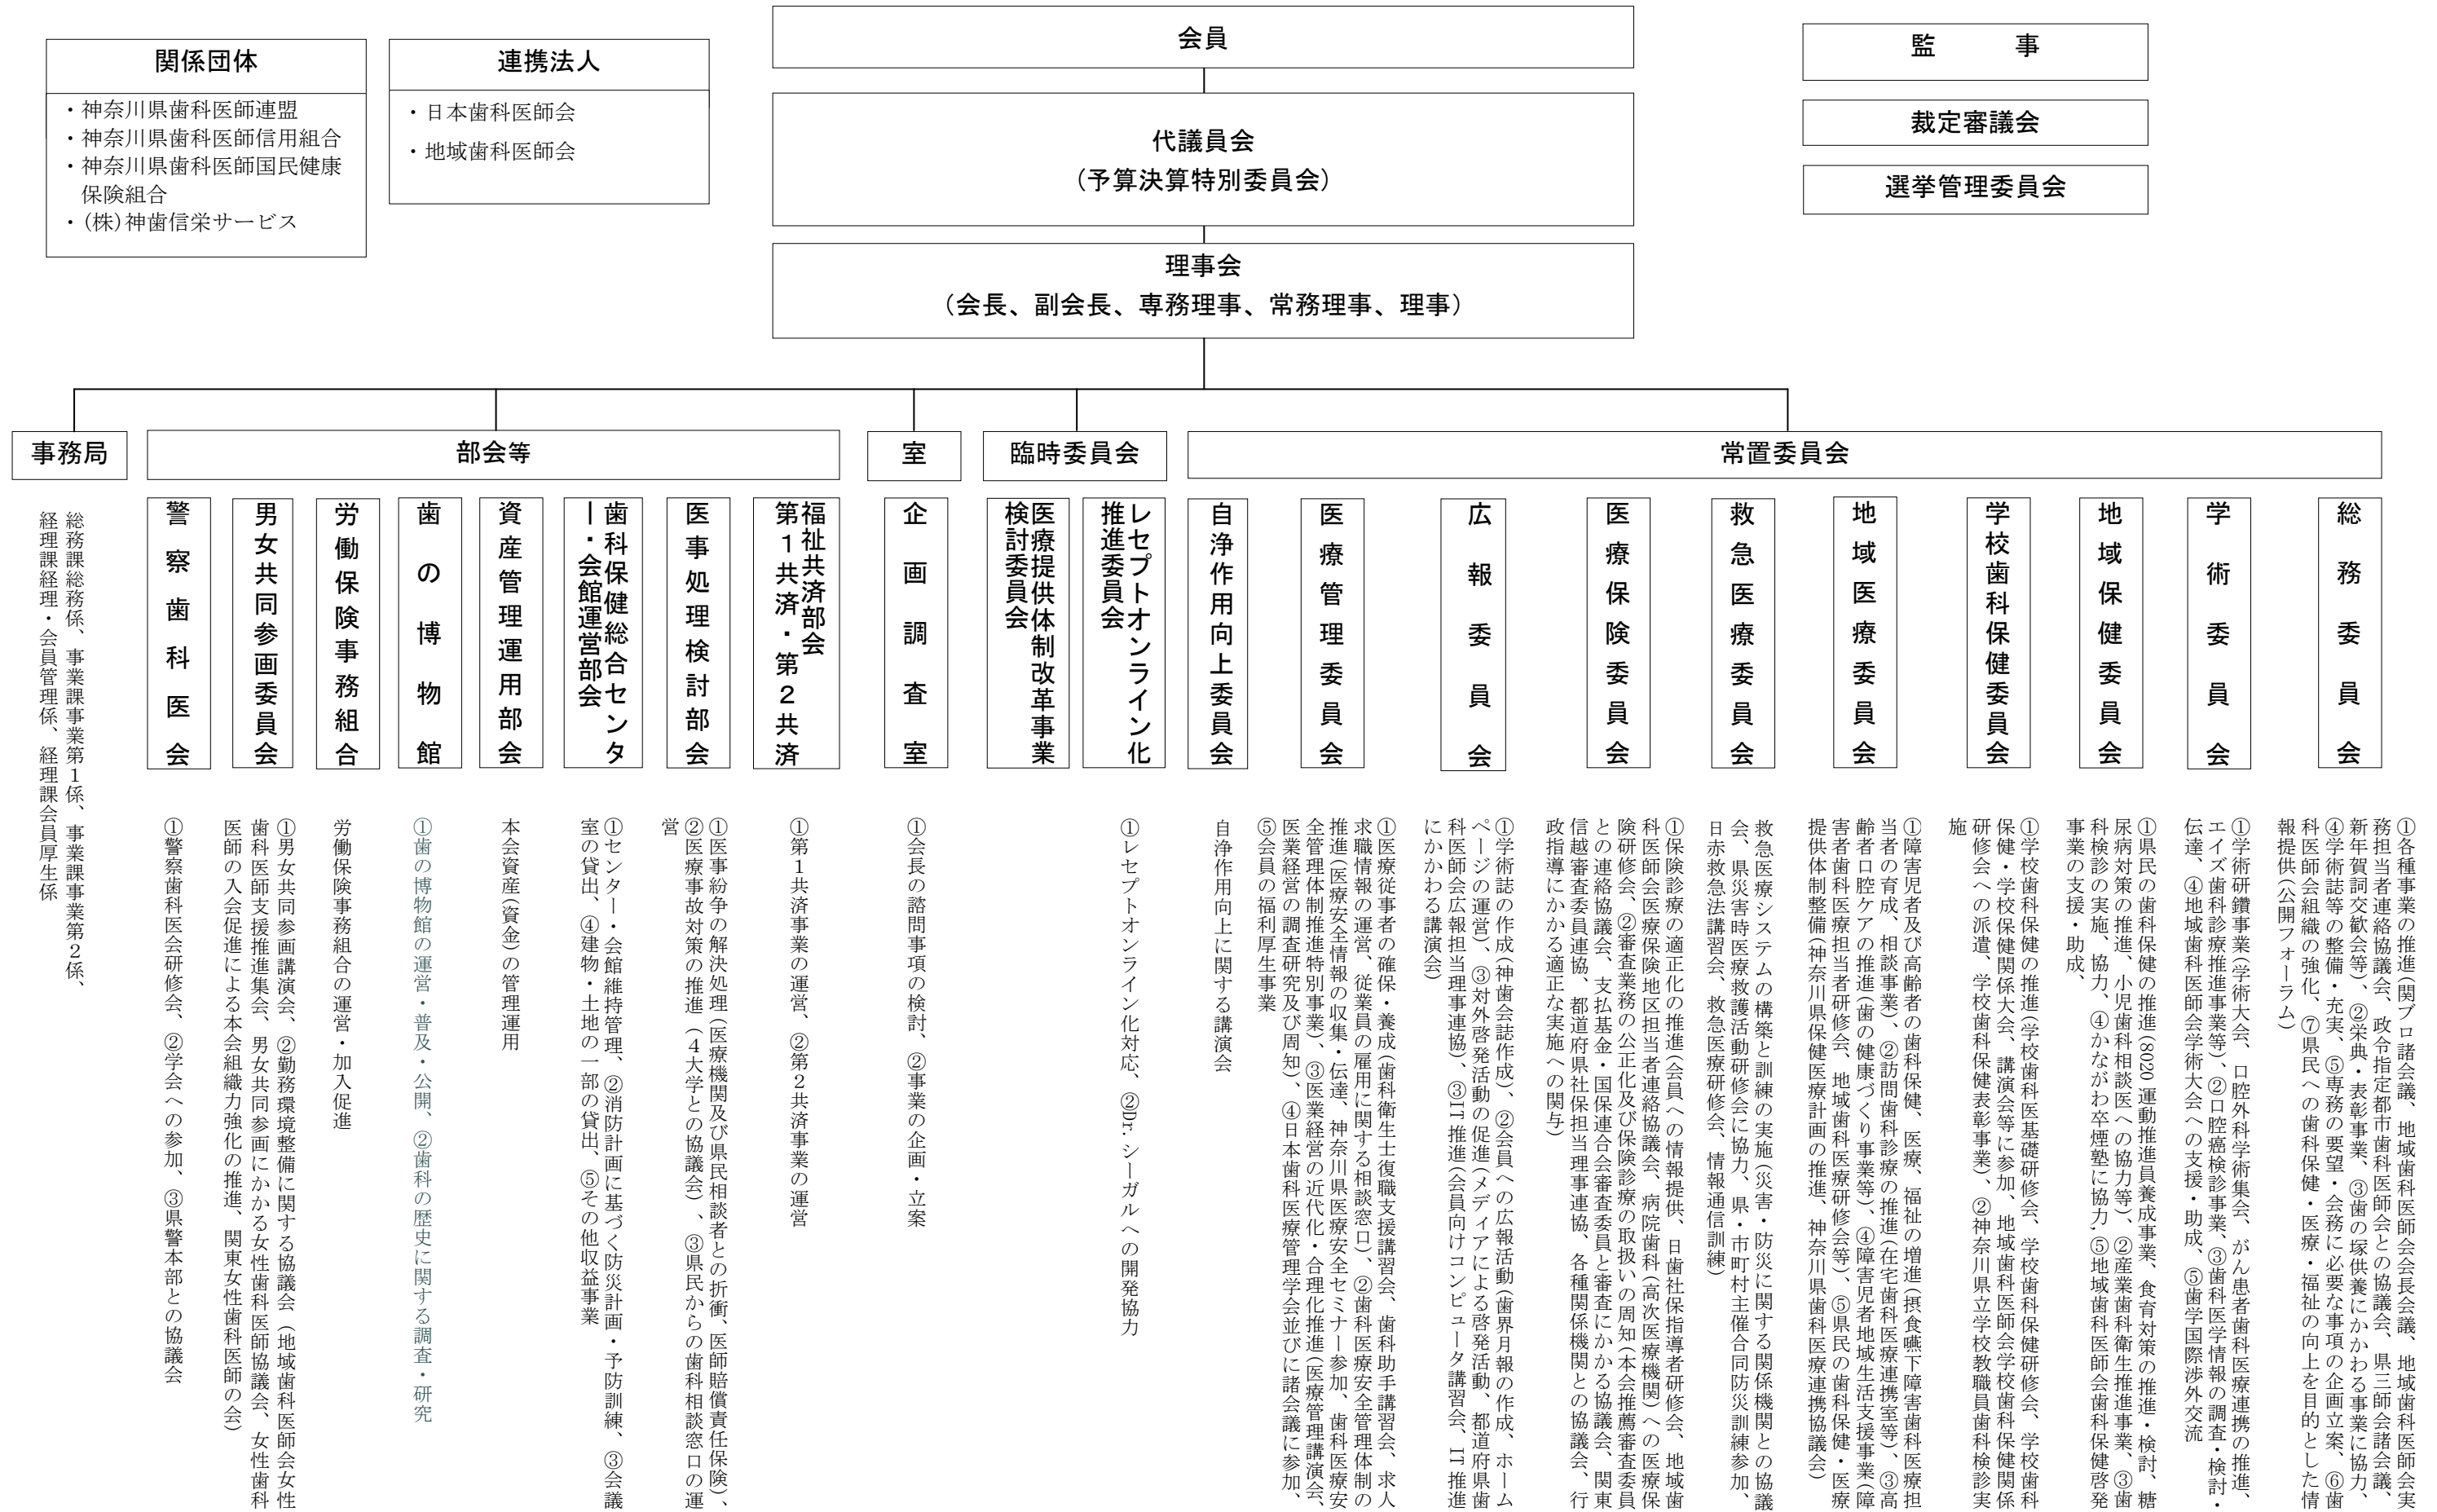 関係団体
・神奈川県歯科医師連盟
・神奈川県歯科医師信用組合
・神奈川県歯科医師国民健康
保険組合
・(株)神歯信栄サービス
連携法人
・日本歯科医師会
・地域歯科医師会
会員
代議員会
（予算決算特別委員会）
理事会
（会長、副会長、専務理事、常務理事、理事）
監　事
裁定審議会
選挙管理委員会
事務局
部会等
室
臨時委員会
常置委員会
総務課総務係、事業課事業第1係、事業課事業第2係、
経理課経理・会員管理係、経理課会員厚生係
警察歯科医会
①警察歯科医会研修会、②学会への参加、③県警本部との協議会
男女共同参画委員会
①男女共同参画講演会、②勤務環境整備に関する協議会（地域歯科医師会女性
歯科医師支援推進集会、男女共同参画にかかる女性歯科医師協議会、女性歯科
医師の入会促進による本会組織力強化の推進、関東女性歯科医師の会）
労働保険事務組合
労働保険事務組合の運営・加入促進
歯の博物館
①歯の博物館の運営・普及・公開、②歯科の歴史に関する調査・研究
資産管理運用部会
本会資産(資金)の管理運用
歯科保健総合センタ
ー・会館運営部会
①センター・会館維持管理、②消防計画に基づく防災計画・予防訓練、③会議
室の貸出、④建物・土地の一部の貸出、⑤その他収益事業
医事処理検討部会
①医事紛争の解決処理(医療機関及び県民相談者との折衝、医師賠償責任保険)、
②医療事故対策の推進（４大学との協議会）、③県民からの歯科相談窓口の運
営
福祉共済部会
第１共済・第２共済
①第１共済事業の運営、②第２共済事業の運営
企画調査室
①会長の諮問事項の検討、②事業の企画・立案
医療提供体制改革事業
検討委員会
レセプトオンライン化
推進委員会
①レセプトオンライン化対応、②Dr.シーガルへの開発協力
自浄作用向上委員会
自浄作用向上に関する講演会
医療管理委員会
①医療従事者の確保・養成(歯科衛生士復職支援講習会、歯科助手講習会、求人
求職情報の運営、従業員の雇用に関する相談窓口)、②歯科医療安全管理体制の
推進(医療安全情報の収集・伝達、神奈川県医療安全セミナー参加、歯科医療安
全管理体制推進特別事業)、③医業経営の近代化・合理化推進(医療管理講演会、
医業経営の調査研究及び周知)、④日本歯科医療管理学会並びに諸会議に参加、
⑤会員の福利厚生事業
広報委員会
①学術誌の作成(神歯会誌作成)、②会員への広報活動(歯界月報の作成、ホーム
ページの運営)、③対外啓発活動の促進(メディアによる啓発活動、都道府県歯
科医師会広報担当理事連協)、③IT推進(会員向けコンピュータ講習会、IT推進
にかかわる講演会)
医療保険委員会
①保険診療の適正化の推進(会員への情報提供、日歯社保指導者研修会、地域歯
科医師会医療保険地区担当者連絡協議会、病院歯科(高次医療機関)への医療保
険研修会、②審査業務の公正化及び保険診療の取扱いの周知(本会推薦審査委員
との連絡協議会、支払基金・国保連合会審査委員と審査にかかる協議会、関東
信越審査委員連協、都道府県社保担当理事連協、各種関係機関との協議会、行
政指導にかかる適正な実施への関与)
救急医療委員会
救急医療システムの構築と訓練の実施(災害・防災に関する関係機関との協議
会、県災害時医療救護活動研修会に協力、県・市町村主催合同防災訓練参加、
日赤救急法講習会、救急医療研修会、情報通信訓練)
地域医療委員会
①障害児者及び高齢者の歯科保健、医療、福祉の増進(摂食嚥下障害歯科医療担
当者の育成、相談事業)、②訪問歯科診療の推進(在宅歯科医療連携室等)、③高
齢者口腔ケアの推進(歯の健康づくり事業等)、④障害児者地域生活支援事業(障
害者歯科医療担当者研修会、地域歯科医療研修会等)、⑤県民の歯科保健・医療
提供体制整備(神奈川県保健医療計画の推進、神奈川県歯科医療連携協議会)
学校歯科保健委員会
①学校歯科保健の推進(学校歯科医基礎研修会、学校歯科保健研修会、学校歯科
保健・学校保健関係大会、講演会等に参加、地域歯科医師会学校歯科保健関係
研修会への派遣、学校歯科保健表彰事業)、②神奈川県立学校教職員歯科検診実
施
地域保健委員会
①県民の歯科保健の推進(8020運動推進員養成事業、食育対策の推進・検討、糖
尿病対策の推進、小児歯科相談医への協力等)、②産業歯科衛生推進事業、③歯
科検診の実施、協力、④かながわ卒煙塾に協力,⑤地域歯科医師会歯科保健啓発
事業の支援・助成、
学術委員会
①学術研鑽事業(学術大会、口腔外科学術集会、がん患者歯科医療連携の推進、
エイズ歯科診療推進事業等)、②口腔癌検診事業、③歯科医学情報の調査・検討・
伝達、④地域歯科医師会学術大会への支援・助成、⑤歯学国際渉外交流
総務委員会
①各種事業の推進(関ブロ諸会議、地域歯科医師会会長会議、地域歯科医師会実
務担当者連絡協議会、政令指定都市歯科医師会との協議会、県三師会諸会議、
新年賀詞交歓会等)、②栄典・表彰事業、③歯の塚供養にかかわる事業に協力、
④学術誌等の整備・充実、⑤専務の要望・会務に必要な事項の企画立案、⑥歯
科医師会組織の強化、⑦県民への歯科保健・医療・福祉の向上を目的とした情
報提供(公開フォーラム)